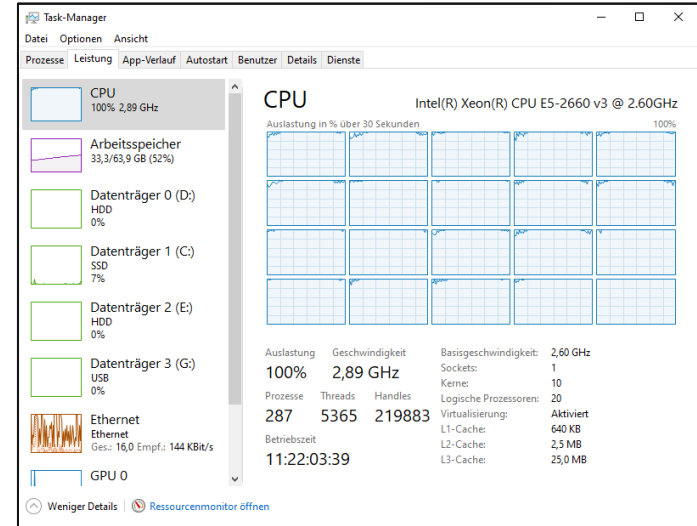 Task-Manager
Datei Optionen Ansicht
Prozesse Leistung App-Verlauf Autostart Benutzer Details Dienste
CPU
100% 2,89 GHz
Arbeitsspeicher
33,3/63,9 GB (52%)
Datenträger 0 (D:)
HDD
0%
Datenträger 1 (C:)
SSD
7%
Datenträger 2 (E:)
HDD
0%
Datenträger 3 (G:)
USB
0%
Ethernet
Ethernet
Ges.: 16,0 Empf.: 144 KBit/s
GPU 0
CPU Intel(R) Xeon(R) CPU E5-2660 v3 @ 2.60GHz
Auslastung in % über 30 Sekunden 100%
Auslastung Geschwindigkeit
100% 2,89 GHz
Prozesse Threads Handles
287 5365 219883
Betriebszeit
11:22:03:39
Basisgeschwindigkeit: 2,60 GHz
Sockets: 1
Kerne: 10
Logische Prozessoren: 20
Virtualisierung: Aktiviert
L1-Cache: 640 KB
L2-Cache: 2,5 MB
L3-Cache: 25,0 MB
Weniger Details Ressourcenmonitor öffnen